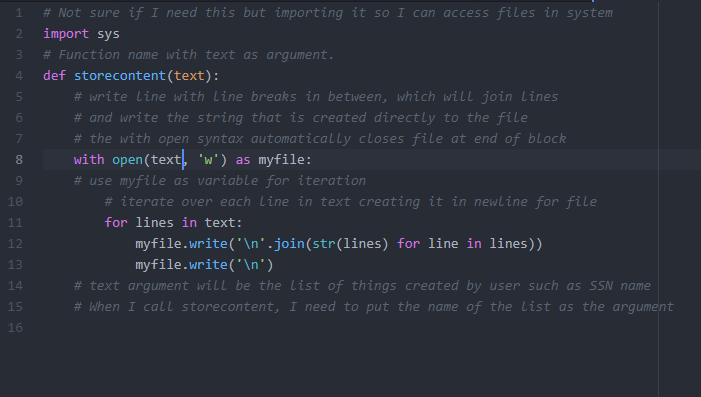 1 # Not sure if I need this but importing it so I can access files in system
2 import sys
3 # Function name with text as argument.
4 def storecontent(text):
5 # write line with line breaks in between, which will join lines
6 # and write the string that is created directly to the file
7 # the with open syntax automatically closes file at end of block
8 with open(text, 'w') as myfile:
9 # use myfile as variable for iteration
10 # iterate over each line in text creating it in newline for file
11 for lines in text:
12 myfile.write('\n'.join(str(lines) for line in lines))
13 myfile.write('\n')
14 # text argument will be the list of things created by user such as SSN name
15 # When I call storecontent, I need to put the name of the list as the argument
16